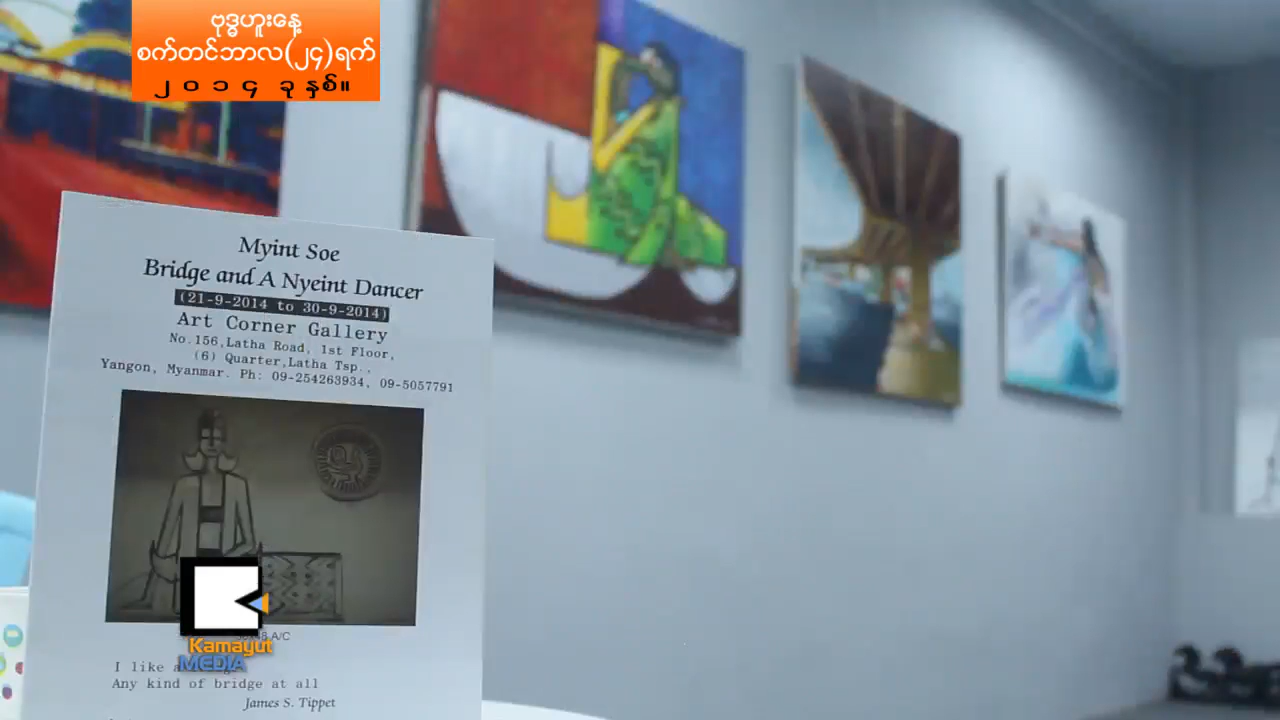 ဗုဒ္ဓဟူးနေ့
စက်တင်ဘာလ(၂၄)ရက်
၂၀၁၄ ခုနှစ်။
Myint Soe
Bridge and A Nyeint Dancer
(21-9-2014 to 30-9-2014)
Art Corner Gallery
No.156,Latha Road, 1st Floor,
(6) Quarter,Latha Tsp.,
Yangon, Myanmar. Ph: 09-254263934, 09-5057791
A/C
Kamayut
MEDIA
I like a
Any kind of bridge at all
James S. Tippet